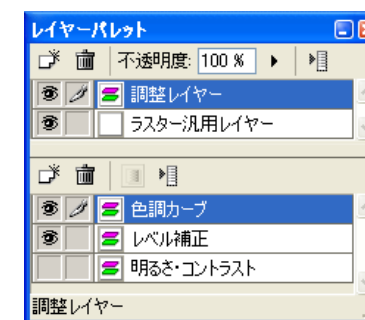 レイヤーパレット
不透明度: 100 %
調整レイヤー
ラスター汎用レイヤー
色調カーブ
レベル補正
明るさ・コントラスト
調整レイヤー